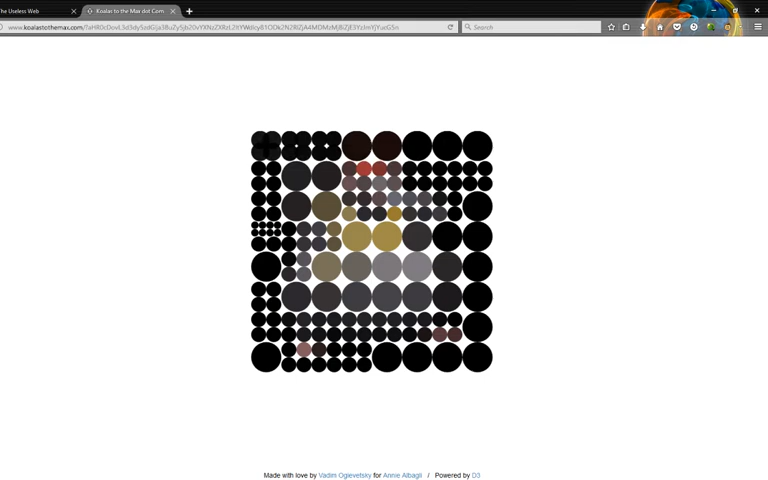 The Useless Web
Koalas to the Max dot Com
www.koalastothemax.com/
Search
Made with love by Vadim Ogievetsky for Annie Albagli / Powered by D3